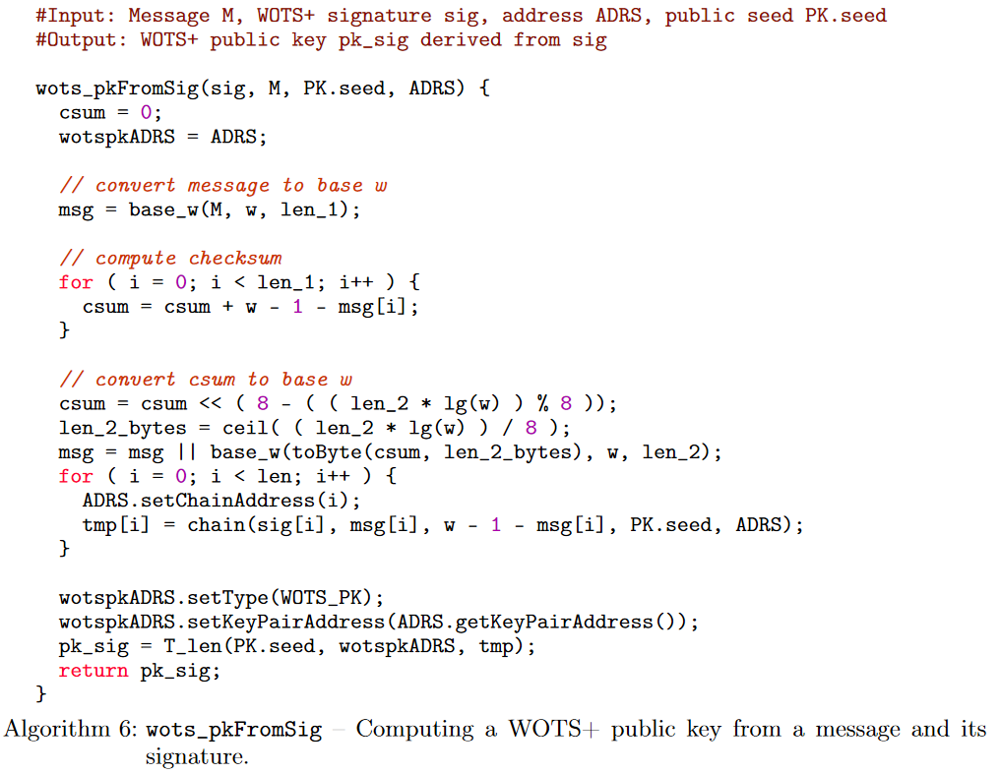 #Input: Message M, WOTS+ signature sig, address ADRS, public seed PK.seed
#Output: WOTS+ public key pk_sig derived from sig
wots_pkFromSig(sig, M, PK.seed, ADRS) {
csum = 0;
wotspkADRS = ADRS;
// convert message to base w
msg = base_w(M, w, len_1);
// compute checksum
for ( i = 0; i < len_1; i++ ) {
csum = csum + w - 1 - msg[i];
}
// convert csum to base w
csum = csum << ( 8 - ( ( len_2 * lg(w) ) % 8 ));
len_2_bytes = ceil( ( len_2 * lg(w) ) / 8 );
msg = msg || base_w(toByte(csum, len_2_bytes), w, len_2);
for ( i = 0; i < len; i++ ) {
ADRS.setChainAddress(i);
tmp[i] = chain(sig[i], msg[i], w - 1 - msg[i], PK.seed, ADRS);
}
wotspkADRS.setType(WOTS_PK);
wotspkADRS.setKeyPairAddress(ADRS.getKeyPairAddress());
pk_sig = T_len(PK.seed, wotspkADRS, tmp);
return pk_sig;
}
Algorithm 6: wots_pkFromSig – Computing a WOTS+ public key from a message and its
signature.